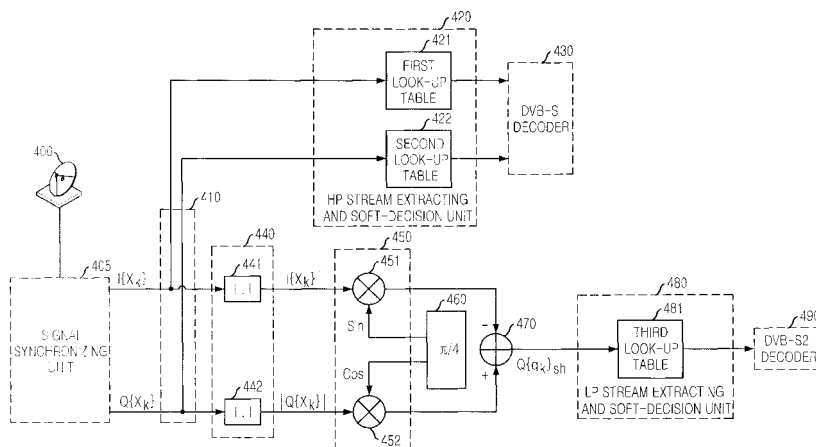 420
421
FIRST
LOOK-UP
TABLE
430
DVB-S
DECODER
422
SECOND
LOOK-UP
TABLE
HP STREAM EXTRACTING
AND SOFT-DECISION UNIT
400
410
405
SIGNAL
SYNCHRONIZING
UNIT
I{Xk}
Q{Xk}
440
441
|.|
442
|.|
|I{Xk}|
|Q{Xk}|
450
451
Sin
460
π/4
Cos
452
-
470
+
Q{qk}sh
480
481
THIRD
LOOK-UP
TABLE
LP STREAM EXTRACTING
AND SOFT-DECISION UNIT
490
DVB-S2
DECODER